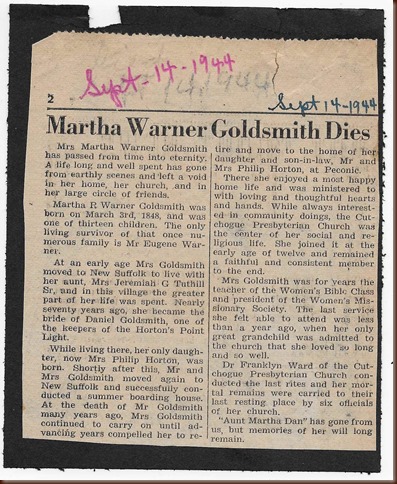 Sept-14-1944
2
Sept 14-1944
Martha Warner Goldsmith Dies
Mrs Martha Warner Goldsmith
has passed from time into eternity.
A life long and well spent has gone
from earthly scenes and left a void
in her home, her church, and in
her large circle of friends.
Martha R Warner Goldsmith was
born on March 3rd, 1848, and was
one of thirteen children. The only
living survivor of that once nu-
merous family is Mr Eugene War-
ner.
At an early age Mrs Goldsmith
moved to New Suffolk to live with
her aunt, Mrs Jeremiah G Tuthill
Sr, and in this village the greater
part of her life was spent. Nearly
seventy years ago, she became the
bride of Daniel Goldsmith, one of
the keepers of the Horton's Point
Light.
While living there, her only daugh-
ter, now Mrs Philip Horton, was
born. Shortly after this, Mr and
Mrs Goldsmith moved again to
New Suffolk and successfully con-
ducted a summer boarding house.
At the death of Mr Goldsmith
many years ago, Mrs Goldsmith
continued to carry on until ad-
vancing years compelled her to re-
tire and move to the home of her
daughter and son-in-law, Mr and
Mrs Philip Horton, at Peconic.
There she enjoyed a most happy
home life and was ministered to
with loving and thoughtful hearts
and hands. While always interest-
ed in community doings, the Cut-
chogue Presbyterian Church was
the center of her social and re-
ligious life. She joined it at the
early age of twelve and remained
a faithful and consistent member
to the end.
Mrs Goldsmith was for years the
teacher of the Women's Bible Class
and president of the Women's Mis-
sionary Society. The last service
she felt able to attend was less
than a year ago, when her only
great grandchild was admitted to
the church that she loved so long
and so well.
Dr Franklyn Ward of the Cut-
chogue Presbyterian Church con-
ducted the last rites and her mor-
tal remains were carried to their
last resting place by six officials
of her church.
"Aunt Martha Dan" has gone from
us, but memories of her will long
remain.